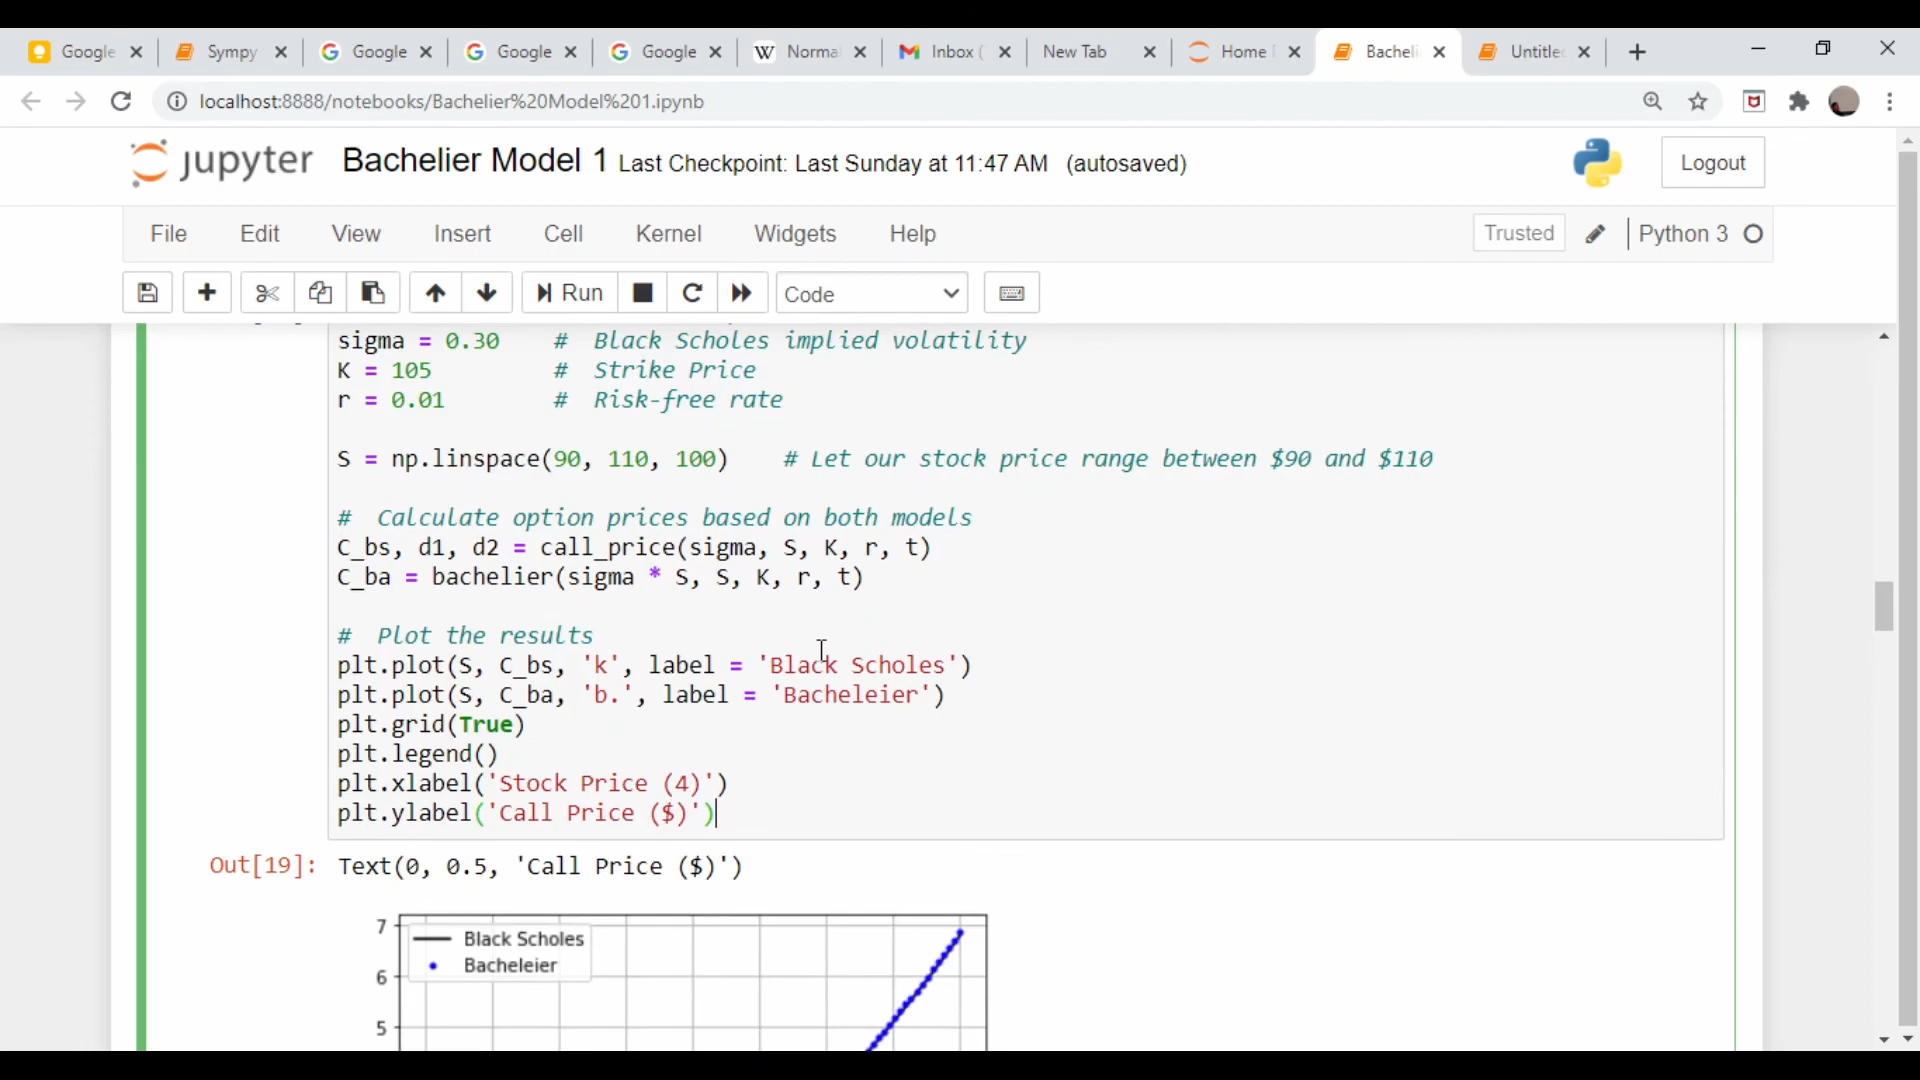 Google
Sympy
Google
Google
Google
Norma
Inbox (
New Tab
Home
Bacheli
Untitle
localhost:8888/notebooks/Bachelier%20Model%201.ipynb
jupyter Bachelier Model 1 Last Checkpoint: Last Sunday at 11:47 AM (autosaved)
Logout
File Edit View Insert Cell Kernel Widgets Help
Trusted
Python 3
Run
Code
sigma = 0.30 # Black Scholes implied volatility
K = 105 # Strike Price
r = 0.01 # Risk-free rate
S = np.linspace(90, 110, 100) # Let our stock price range between $90 and $110
# Calculate option prices based on both models
C_bs, d1, d2 = call_price(sigma, S, K, r, t)
C_ba = bachelier(sigma * S, S, K, r, t)
# Plot the results
plt.plot(S, C_bs, 'k', label = 'Black Scholes')
plt.plot(S, C_ba, 'b.', label = 'Bacheleier')
plt.grid(True)
plt.legend()
plt.xlabel('Stock Price (4)')
plt.ylabel('Call Price ($)')
Out[19]: Text(0, 0.5, 'Call Price ($)')
7
Black Scholes
Bacheleier
6
5